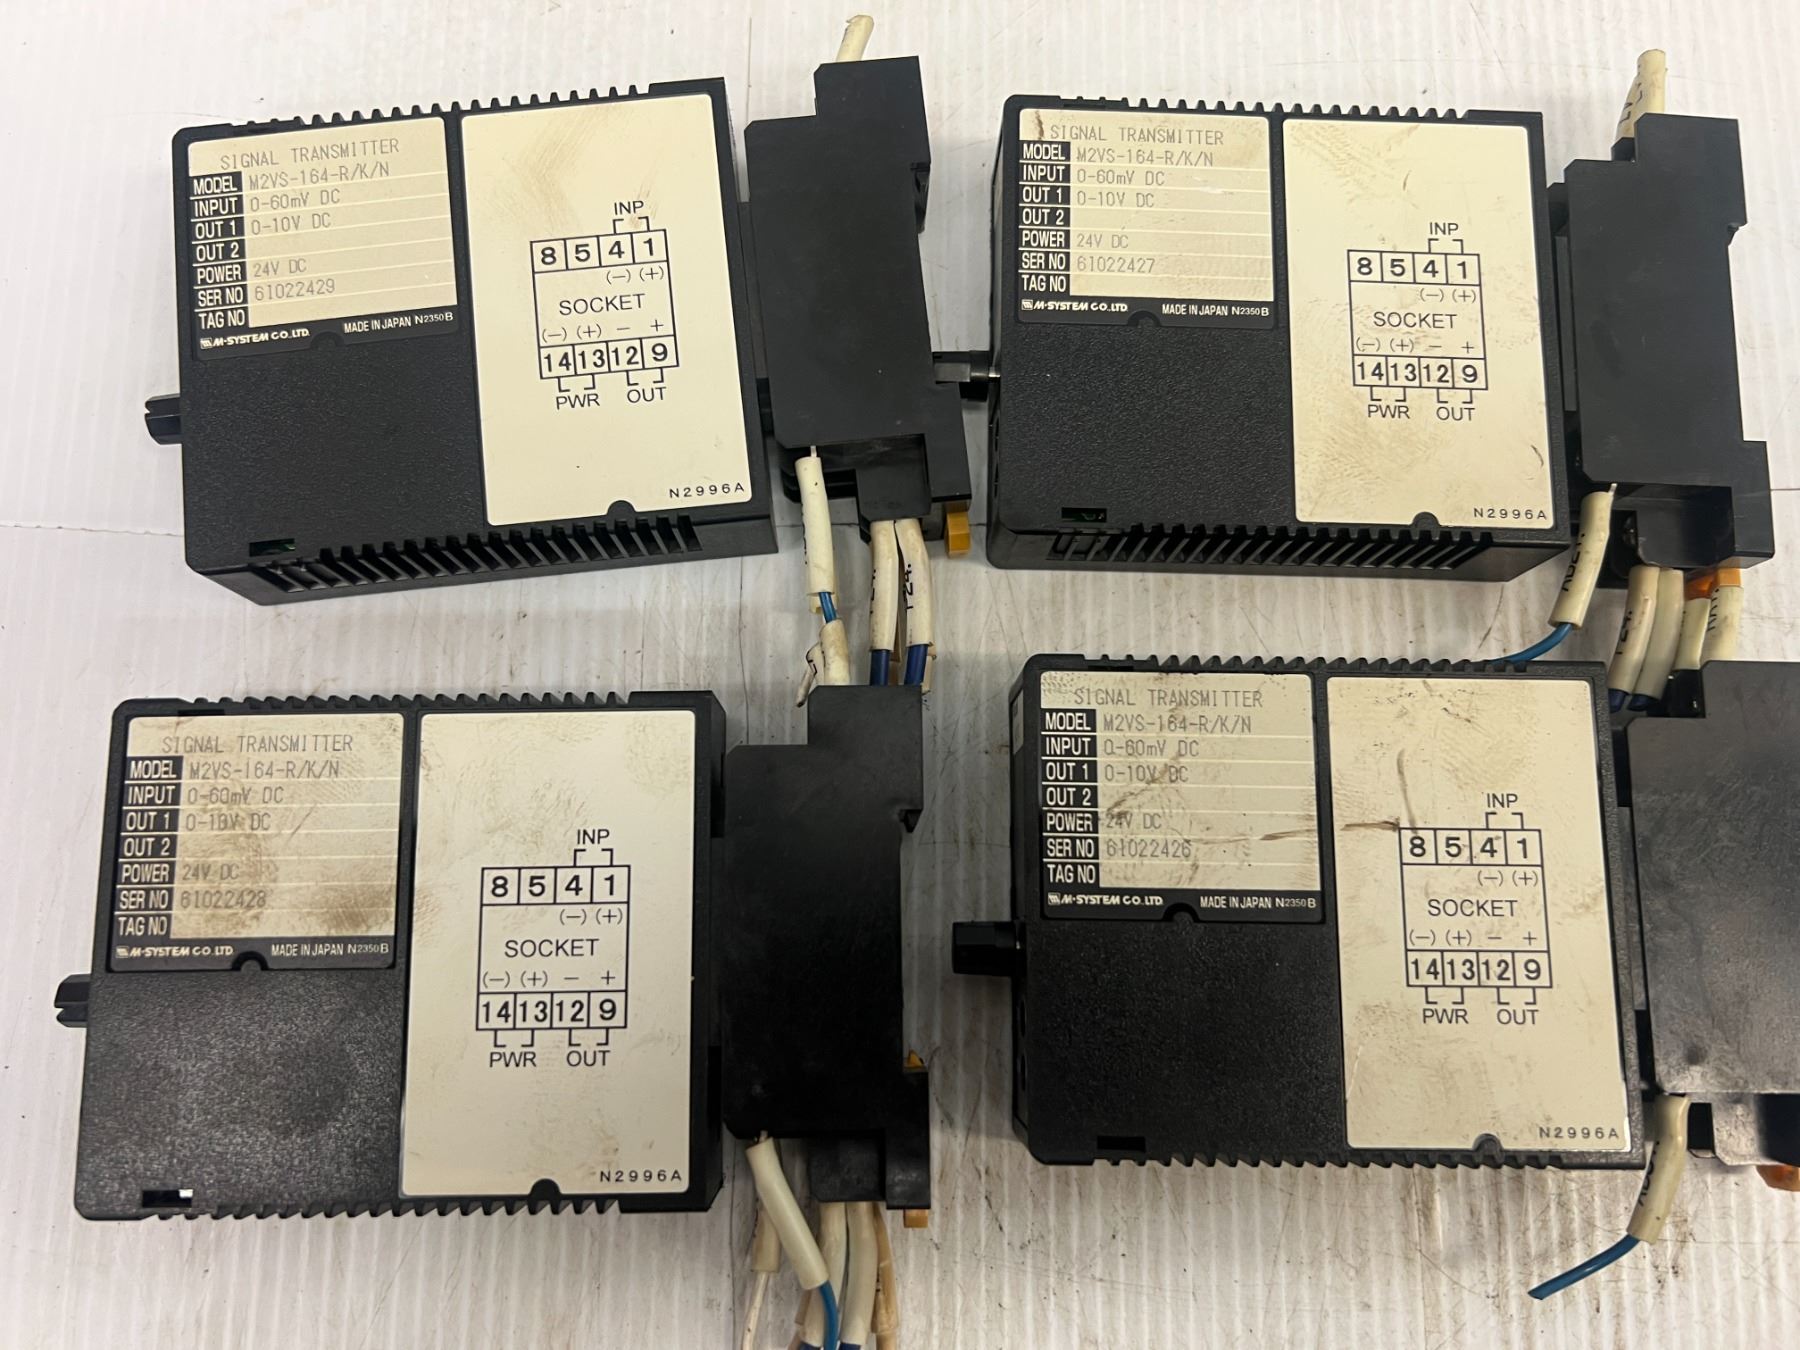 SIGNAL TRANSMITTER
MODEL M2VS-164-R/K/N
INPUT 0-60mV DC
OUT 1 0-10V DC
OUT 2
POWER 24V DC
SER NO 61022429
TAG NO
M-SYSTEM CO.,LTD. MADE IN JAPAN N2350B
INP
8 5 4 1
(−) (+)
SOCKET
(−) (+) − +
14 13 12 9
PWR OUT
N2996A
SIGNAL TRANSMITTER
MODEL M2VS-164-R/K/N
INPUT 0-60mV DC
OUT 1 0-10V DC
OUT 2
POWER 24V DC
SER NO 61022427
TAG NO
M-SYSTEM CO.,LTD. MADE IN JAPAN N2350B
INP
8 5 4 1
(−) (+)
SOCKET
(−) (+) − +
14 13 12 9
PWR OUT
N2996A
P24.
SIGNAL TRANSMITTER
MODEL M2VS-164-R/K/N
INPUT 0-60mV DC
OUT 1 0-10V DC
OUT 2
POWER 24V DC
SER NO 61022428
TAG NO
M-SYSTEM CO.,LTD. MADE IN JAPAN N2350B
INP
8 5 4 1
(−) (+)
SOCKET
(−) (+) − +
14 13 12 9
PWR OUT
N2996A
SIGNAL TRANSMITTER
MODEL M2VS-164-R/K/N
INPUT 0-60mV DC
OUT 1 0-10V DC
OUT 2
POWER 24V DC
SER NO 61022426
TAG NO
M-SYSTEM CO.,LTD. MADE IN JAPAN N2350B
INP
8 5 4 1
(−) (+)
SOCKET
(−) (+) − +
14 13 12 9
PWR OUT
N2996A